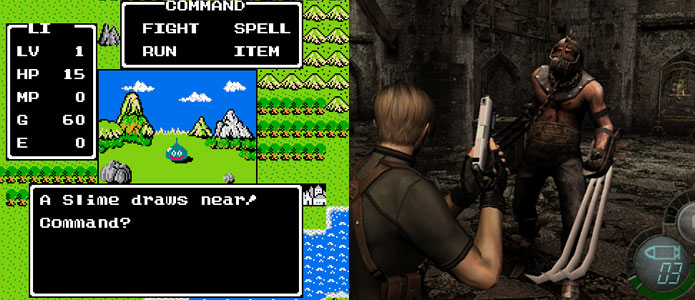 LI
LV 1
HP 15
MP 0
G 60
E 0
COMMAND
FIGHT SPELL
RUN ITEM
A Slime draws near!
Command?
03